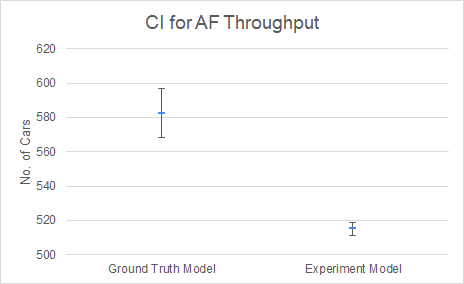 CI for AF Throughput
620
600
580
560
540
520
500
No. of Cars
Ground Truth Model
Experiment Model